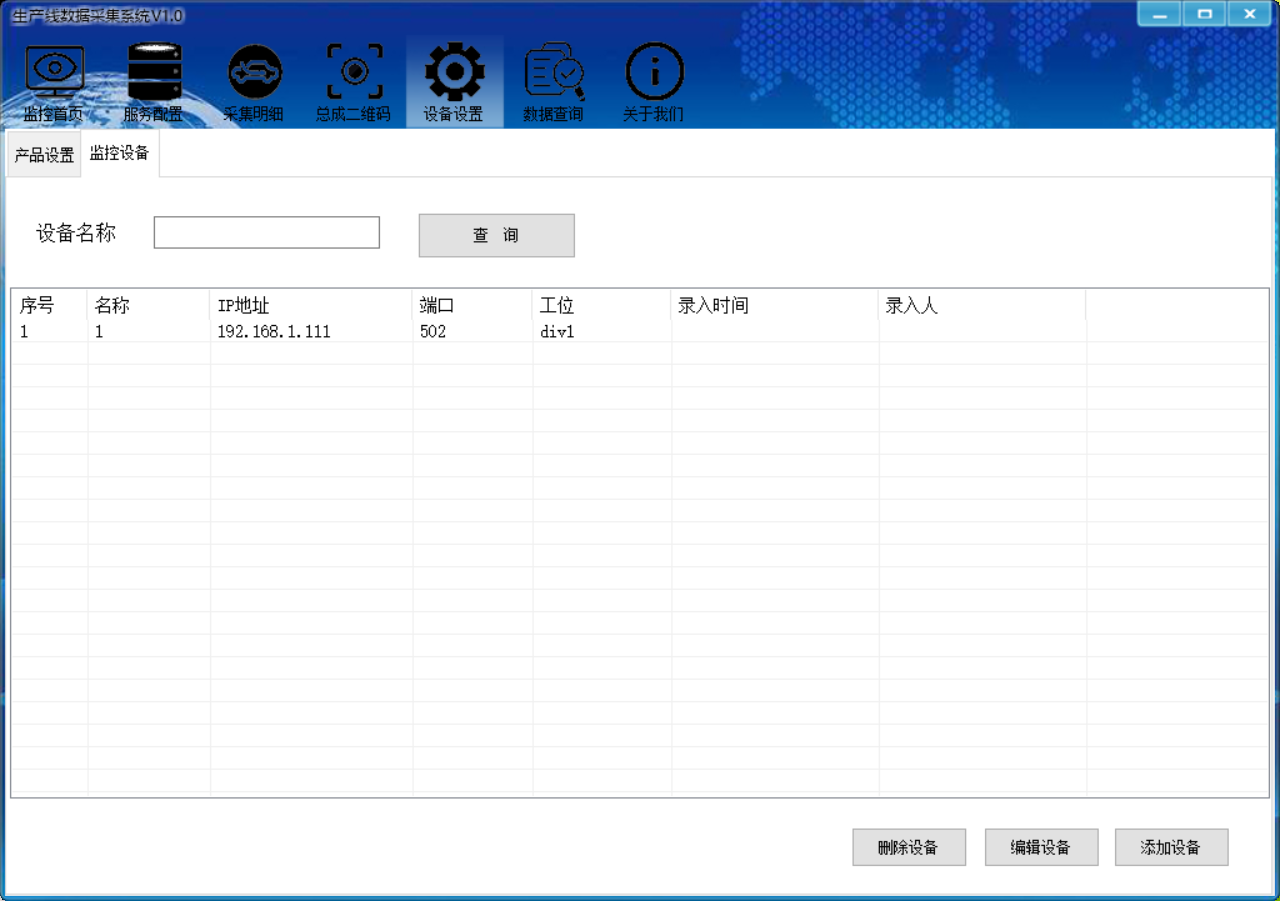 生产线数据采集系统V1.0
监控首页 服务配置 采集明细 总成二维码 设备设置 数据查询 关于我们
产品设置 监控设备
设备名称 查 询
序号 名称 IP地址 端口 工位 录入时间 录入人
1 1 192.168.1.111 502 div1
删除设备 编辑设备 添加设备